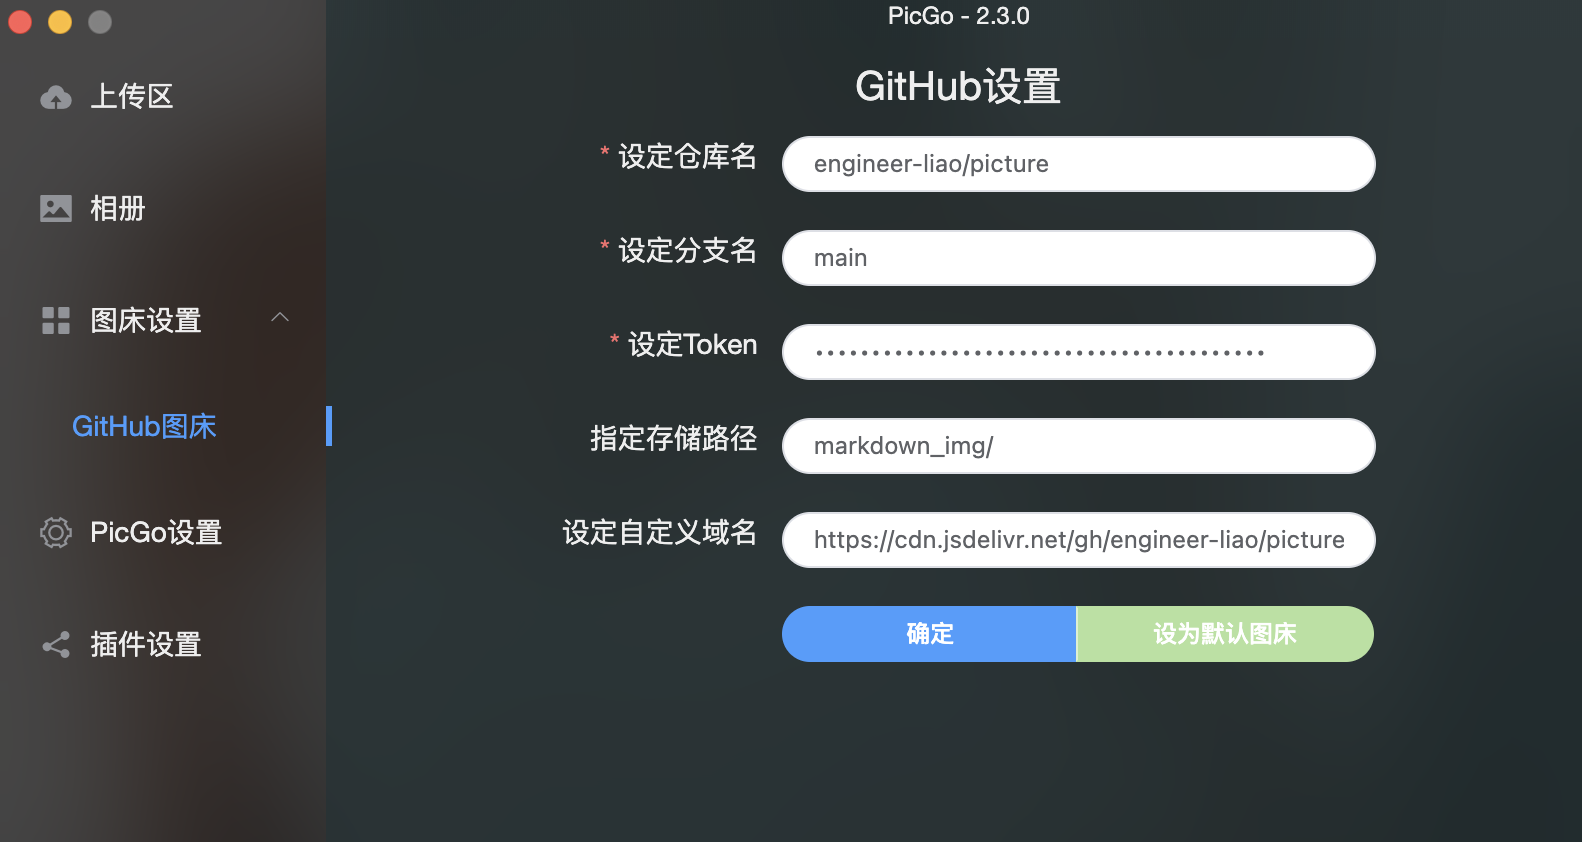 PicGo - 2.3.0
上传区
相册
图床设置
GitHub图床
PicGo设置
插件设置
GitHub设置
* 设定仓库名
engineer-liao/picture
* 设定分支名
main
* 设定Token
••••••••••••••••••••••••••••••••••••••••
指定存储路径
markdown_img/
设定自定义域名
https://cdn.jsdelivr.net/gh/engineer-liao/picture
确定
设为默认图床